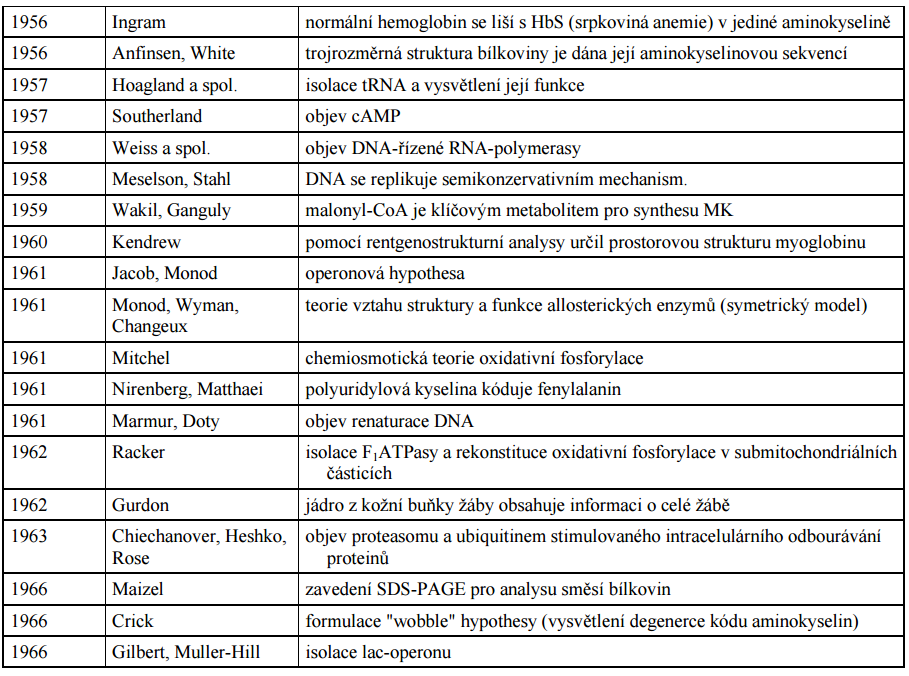 1956 Ingram normální hemoglobin se liší s HbS (srpkoviná anemie) v jediné aminokyselině
1956 Anfinsen, White trojrozměrná struktura bílkoviny je dána její aminokyselinovou sekvencí
1957 Hoagland a spol. isolace tRNA a vysvětlení její funkce
1957 Southerland objev cAMP
1958 Weiss a spol. objev DNA-řízené RNA-polymerasy
1958 Meselson, Stahl DNA se replikuje semikonzervativním mechanism.
1959 Wakil, Ganguly malonyl-CoA je klíčovým metabolitem pro synthesu MK
1960 Kendrew pomocí rentgenostrukturní analysy určil prostorovou strukturu myoglobinu
1961 Jacob, Monod operonová hypothesa
1961 Monod, Wyman, teorie vztahu struktury a funkce allosterických enzymů (symetrický model)
Changeux
1961 Mitchel chemiosmotická teorie oxidativní fosforylace
1961 Nirenberg, Matthaei polyuridylová kyselina kóduje fenylalanin
1961 Marmur, Doty objev renaturace DNA
1962 Racker isolace F₁ATPasy a rekonstituce oxidativní fosforylace v submitochondriálních
částicích
1962 Gurdon jádro z kožní buňky žáby obsahuje informaci o celé žábě
1963 Chiechanover, Heshko, objev proteasomu a ubiquitinem stimulovaného intracelulárního odbourávání
Rose proteinů
1966 Maizel zavedení SDS-PAGE pro analysu směsí bílkovin
1966 Crick formulace "wobble" hypothesy (vysvětlení degenerce kódu aminokyselin)
1966 Gilbert, Muller-Hill isolace lac-operonu